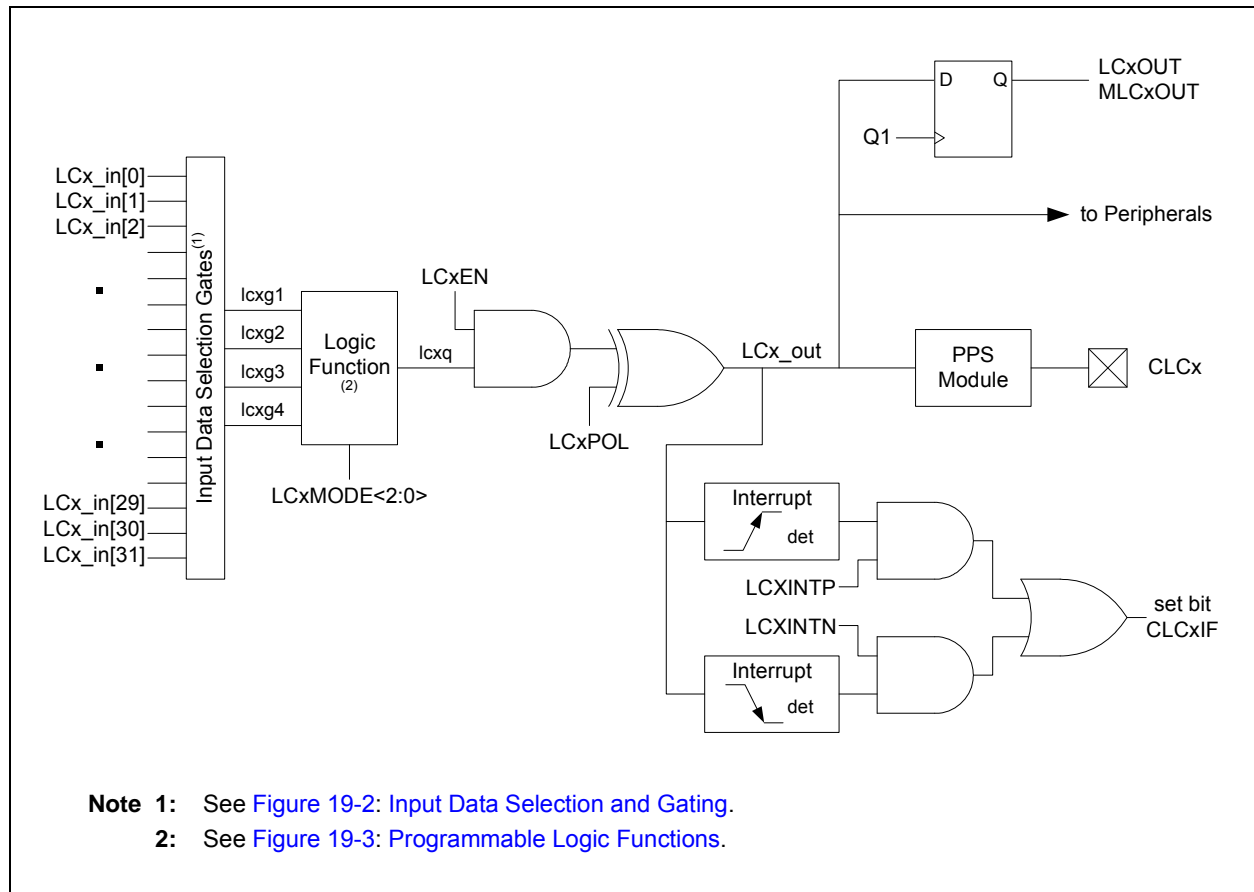 LCxOUT
MLCxOUT
D Q
Q1
LCx_in[0]
LCx_in[1]
LCx_in[2]
to Peripherals
Input Data Selection Gates(1)
LCxEN
lcxg1
lcxg2
lcxg3
lcxg4
Logic
Function
(2)
lcxq
LCx_out
PPS
Module
CLCx
LCxPOL
LCxMODE<2:0>
LCx_in[29]
LCx_in[30]
LCx_in[31]
Interrupt
det
LCXINTP
LCXINTN
set bit
CLCxIF
Interrupt
det
Note 1: See Figure 19-2: Input Data Selection and Gating.
2: See Figure 19-3: Programmable Logic Functions.